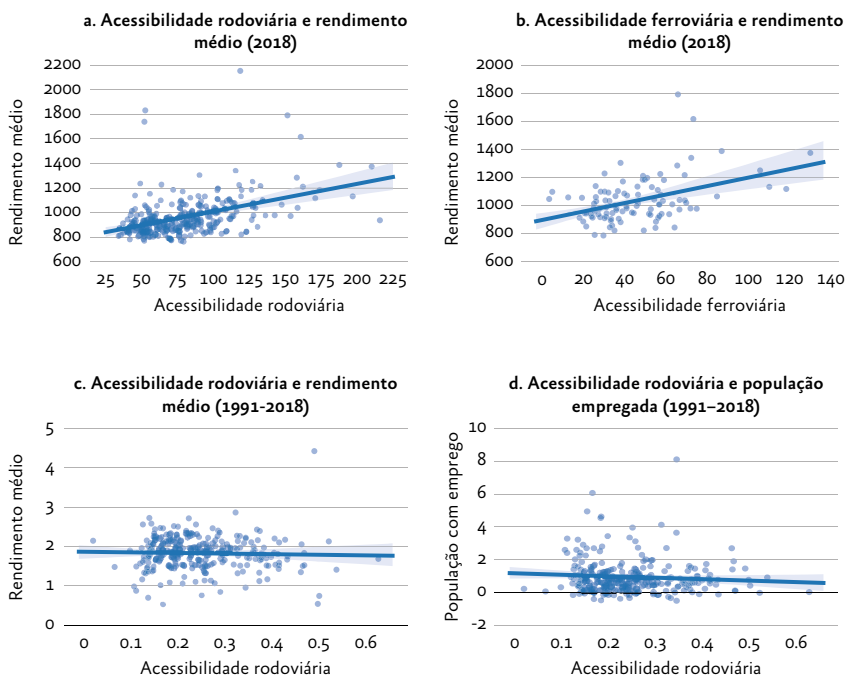 a. Acessibilidade rodoviária e rendimento
médio (2018)
Rendimento médio
2200
2000
1800
1600
1400
1200
1000
800
600
25 50 75 100 125 150 175 200 225
Acessibilidade rodoviária
b. Acessibilidade ferroviária e rendimento
médio (2018)
Rendimento médio
2000
1800
1600
1400
1200
1000
800
600
0 20 40 60 80 100 120 140
Acessibilidade ferroviária
c. Acessibilidade rodoviária e rendimento
médio (1991-2018)
Rendimento médio
5
4
3
2
1
0
0 0.1 0.2 0.3 0.4 0.5 0.6
Acessibilidade rodoviária
d. Acessibilidade rodoviária e população
empregada (1991–2018)
População com emprego
10
8
6
4
2
0
-2
0 0.1 0.2 0.3 0.4 0.5 0.6
Acessibilidade rodoviária